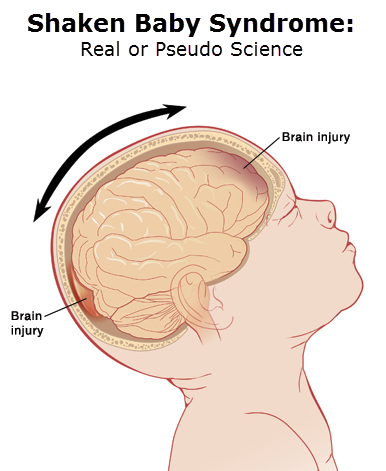 Shaken Baby Syndrome:
Real or Pseudo Science
Brain injury
Brain
injury